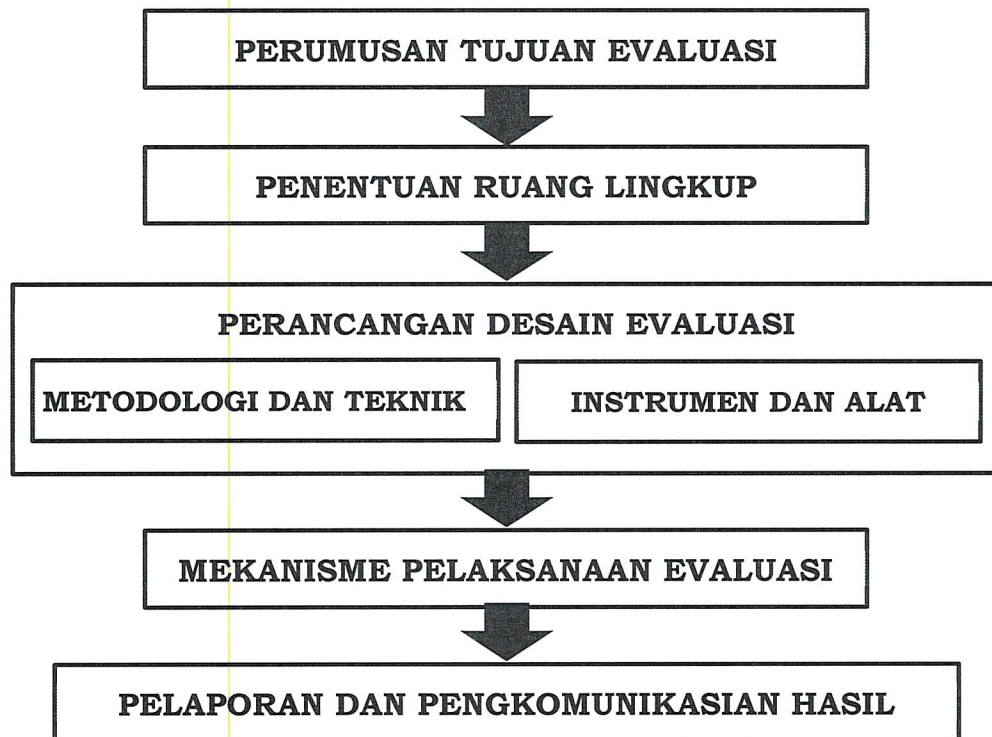 PERUMUSAN TUJUAN EVALUASI
PENENTUAN RUANG LINGKUP
PERANCANGAN DESAIN EVALUASI
METODOLOGI DAN TEKNIK
INSTRUMEN DAN ALAT
MEKANISME PELAKSANAAN EVALUASI
PELAPORAN DAN PENGKOMUNIKASIAN HASIL